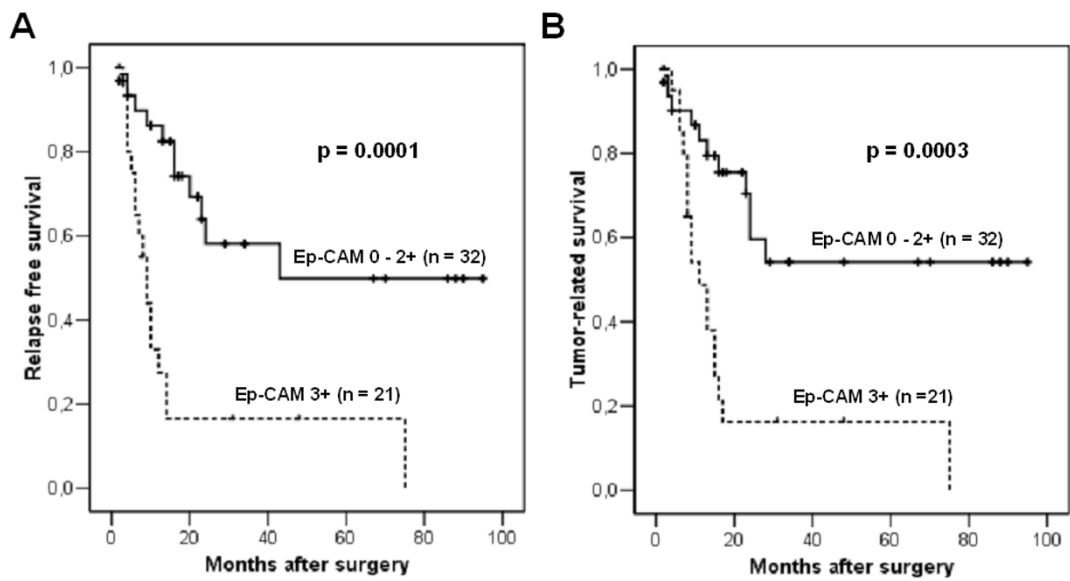 A
Relapse free survival
1,0
0,8
0,6
0,4
0,2
0,0
p = 0.0001
Ep-CAM 0 - 2+ (n = 32)
Ep-CAM 3+ (n = 21)
0 20 40 60 80 100
Months after surgery
B
Tumor-related survival
1,0
0,8
0,6
0,4
0,2
0,0
p = 0.0003
Ep-CAM 0 - 2+ (n = 32)
Ep-CAM 3+ (n =21)
0 20 40 60 80 100
Months after surgery